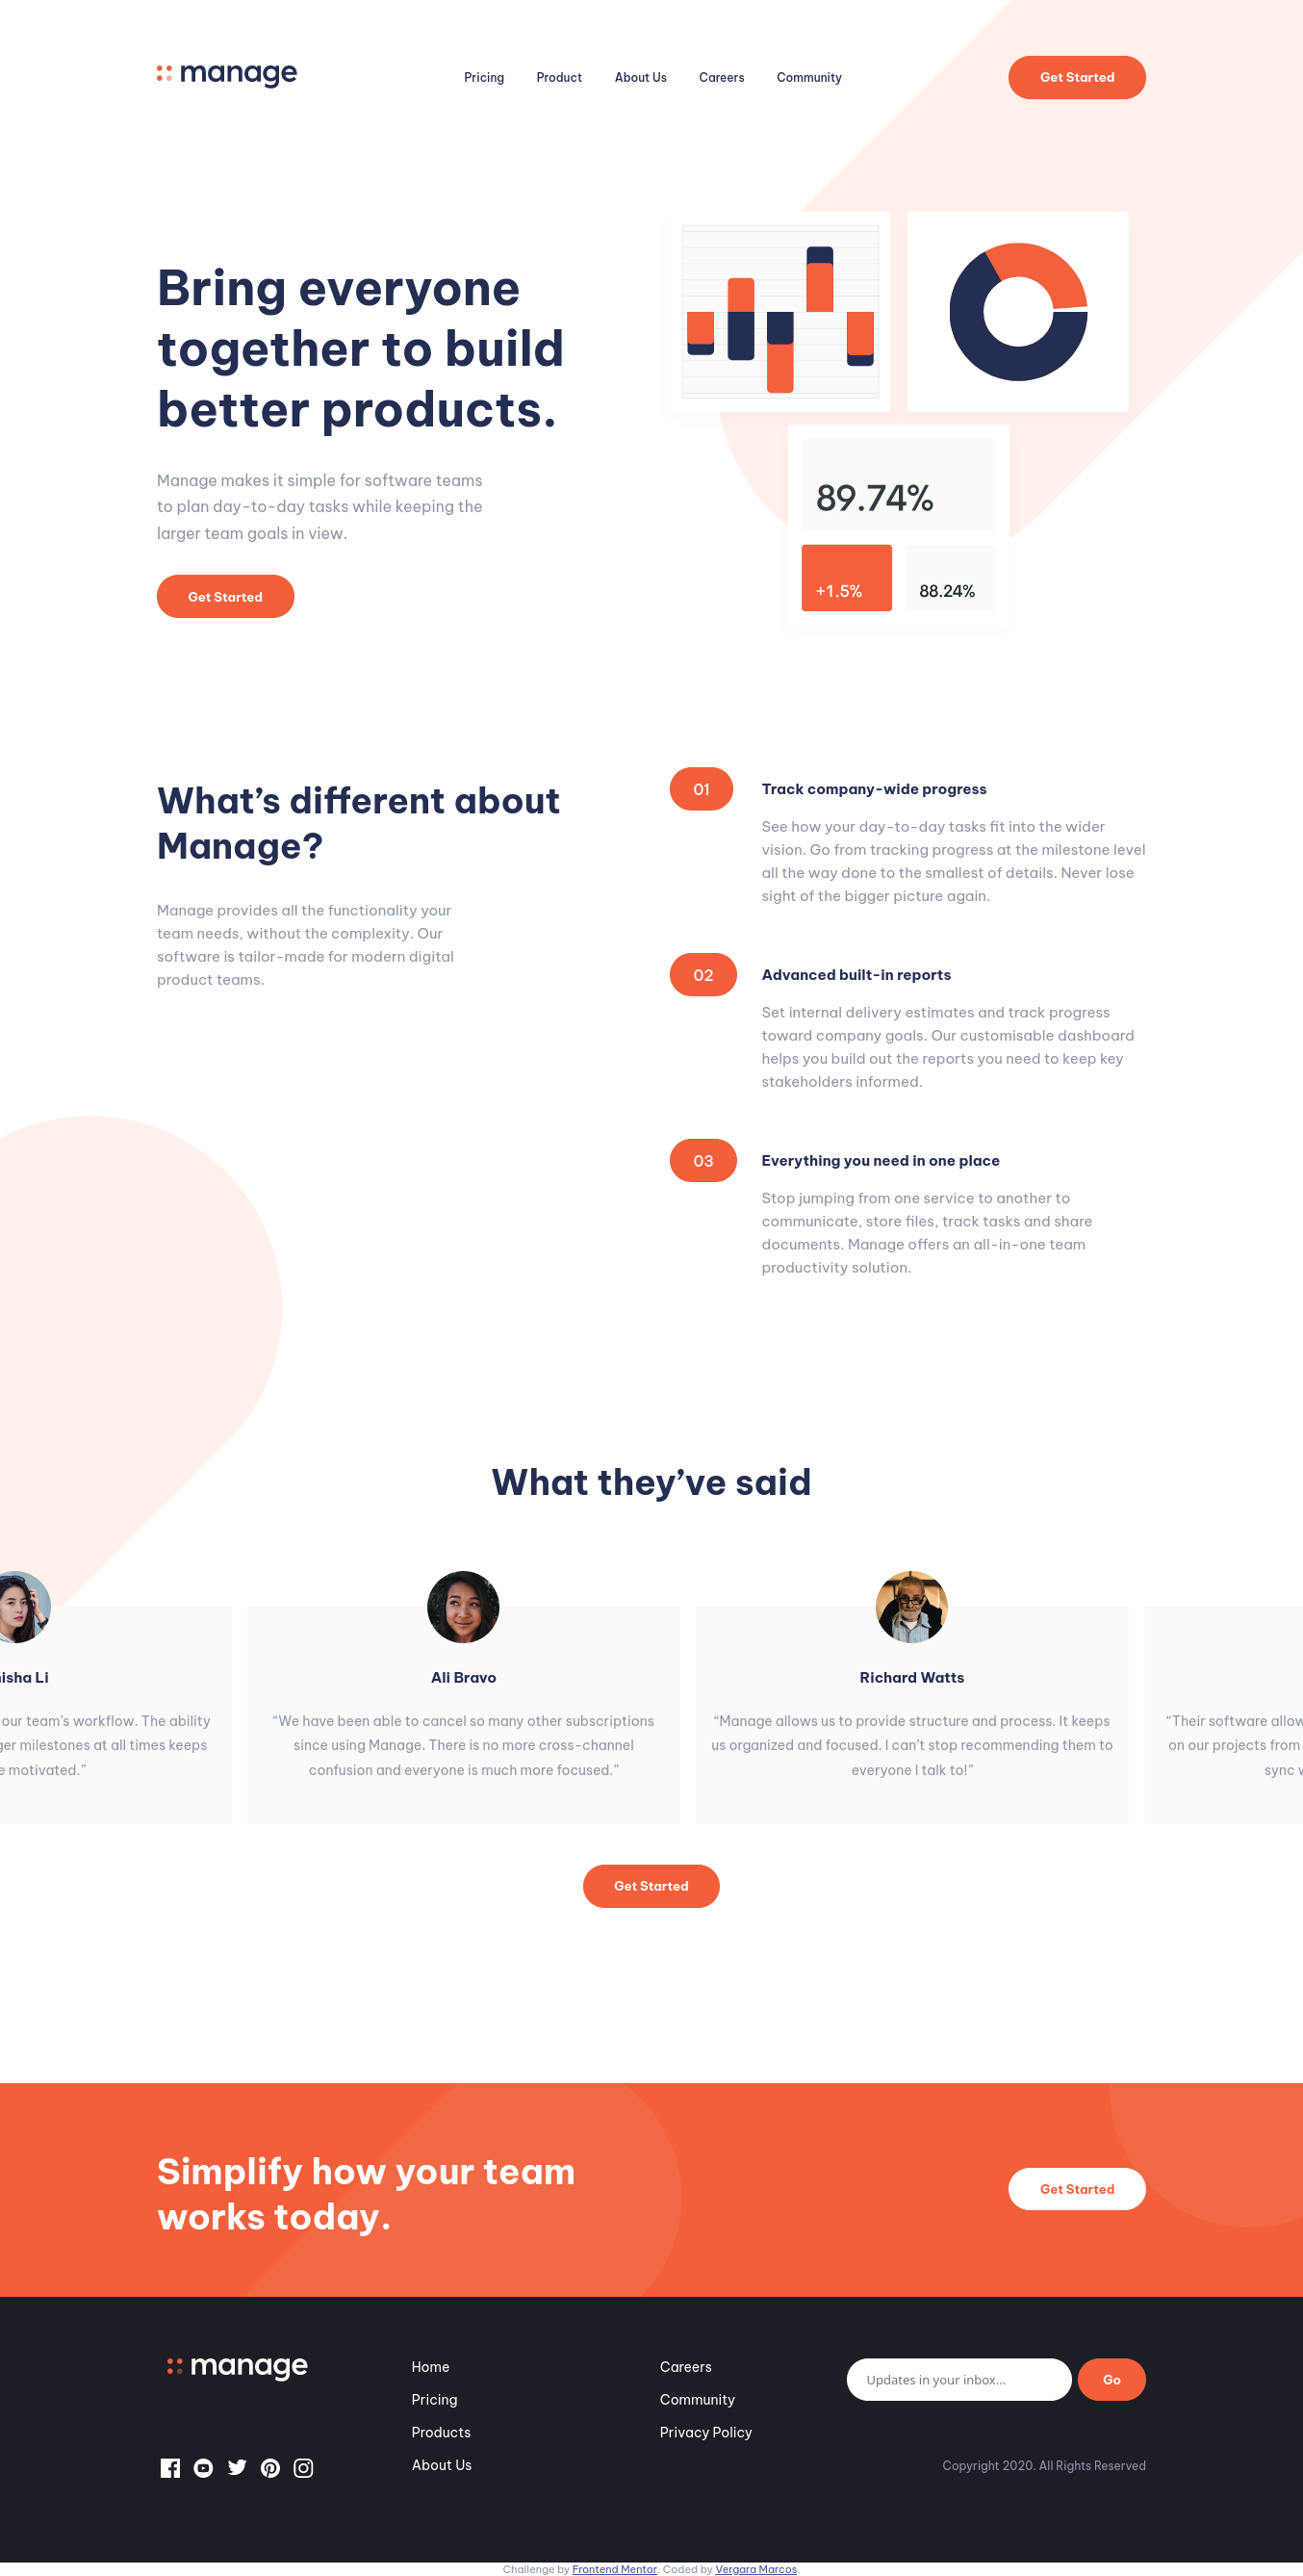 manage
Pricing Product About Us Careers Community
Get Started
Bring everyone
together to build
better products.
Manage makes it simple for software teams
to plan day-to-day tasks while keeping the
larger team goals in view.
Get Started
89.74%
+1.5%
88.24%
What’s different about
Manage?
Manage provides all the functionality your
team needs, without the complexity. Our
software is tailor-made for modern digital
product teams.
01
Track company-wide progress
See how your day-to-day tasks fit into the wider
vision. Go from tracking progress at the milestone level
all the way done to the smallest of details. Never lose
sight of the bigger picture again.
02
Advanced built-in reports
Set internal delivery estimates and track progress
toward company goals. Our customisable dashboard
helps you build out the reports you need to keep key
stakeholders informed.
03
Everything you need in one place
Stop jumping from one service to another to
communicate, store files, track tasks and share
documents. Manage offers an all-in-one team
productivity solution.
What they’ve said
Li
our team’s workflow. The ability
milestones at all times keeps
motivated.”
Ali Bravo
“We have been able to cancel so many other subscriptions
since using Manage. There is no more cross-channel
confusion and everyone is much more focused.”
Richard Watts
“Manage allows us to provide structure and process. It keeps
us organized and focused. I can’t stop recommending them to
everyone I talk to!”
“Their software
on our projects from
sync
Get Started
Simplify how your team
works today.
Get Started
manage
Home
Pricing
Products
About Us
Careers
Community
Privacy Policy
Updates in your inbox...
Go
Copyright 2020. All Rights Reserved
Challenge by Frontend Mentor. Coded by Vergara Marcos.